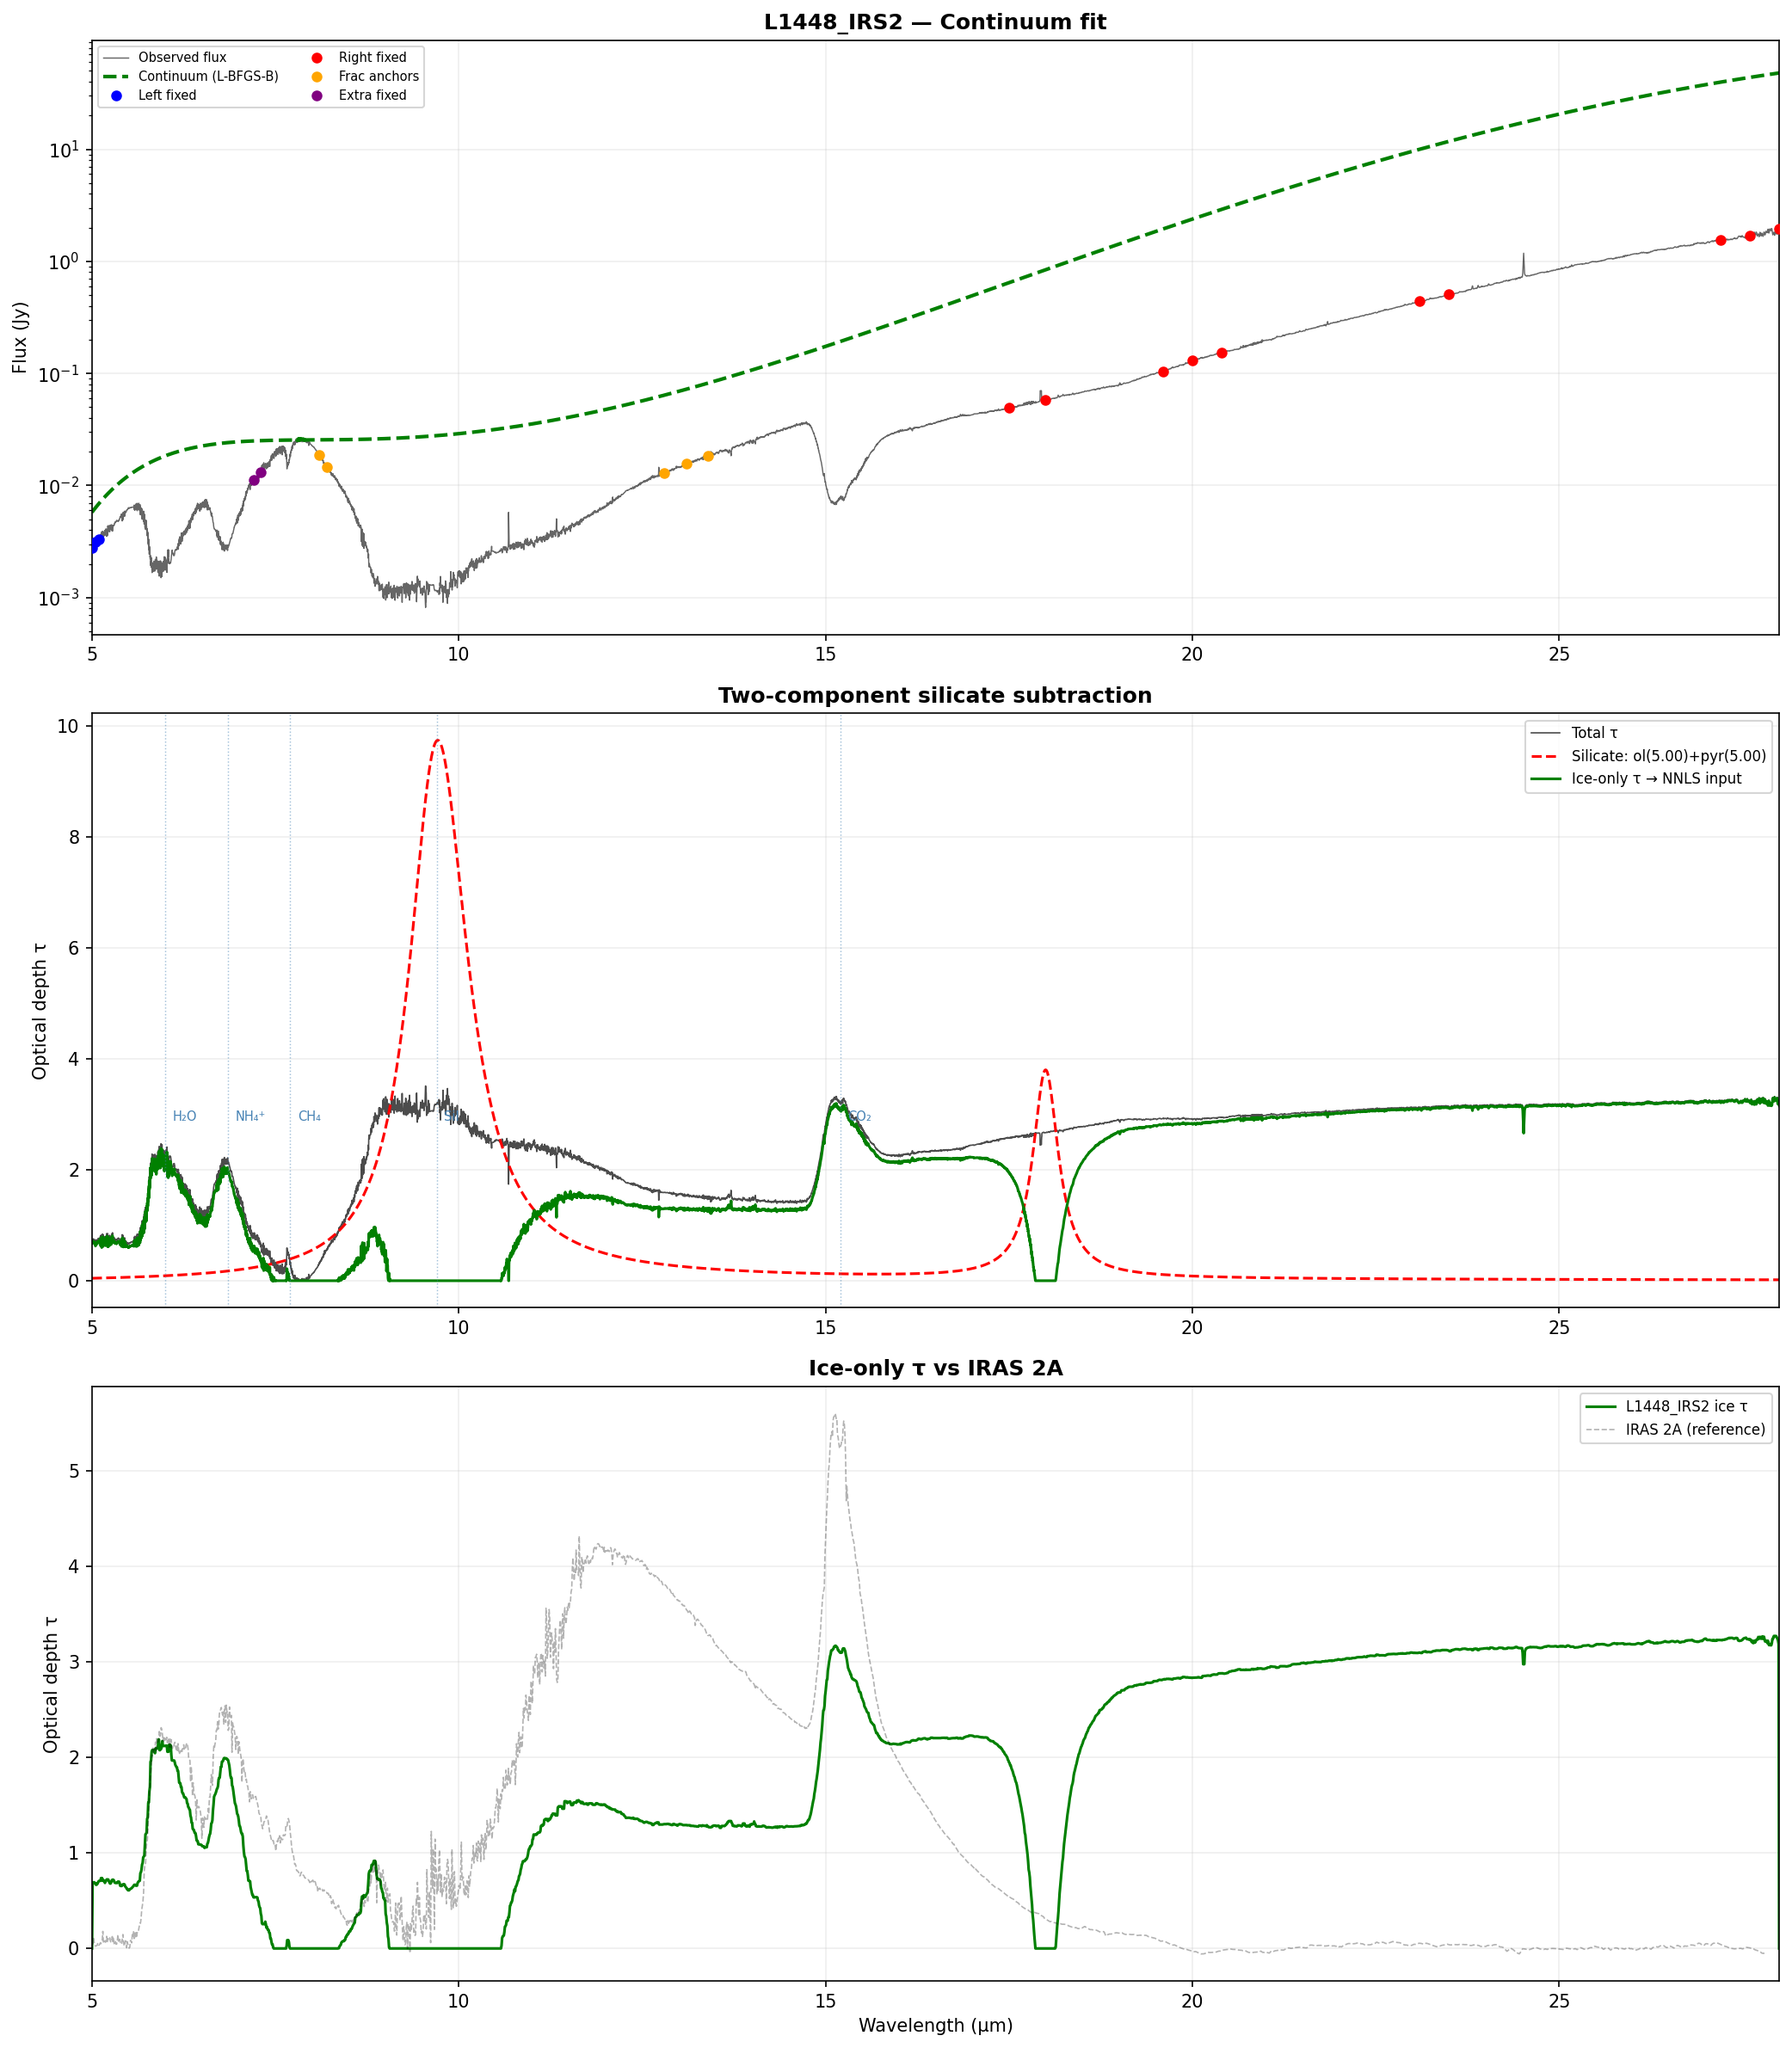 L1448_IRS2 — Continuum fit
Observed flux
Continuum (L-BFGS-B)
Left fixed
Right fixed
Frac anchors
Extra fixed
Flux (Jy)
10¹
10⁰
10⁻¹
10⁻²
10⁻³
5 10 15 20 25
Two-component silicate subtraction
Total τ
Silicate: ol(5.00)+pyr(5.00)
Ice-only τ → NNLS input
Optical depth τ
10
8
6
4
2
0
H₂O NH₄⁺ CH₄ CO₂
5 10 15 20 25
Ice-only τ vs IRAS 2A
L1448_IRS2 ice τ
IRAS 2A (reference)
Optical depth τ
5
4
3
2
1
0
5 10 15 20 25
Wavelength (μm)